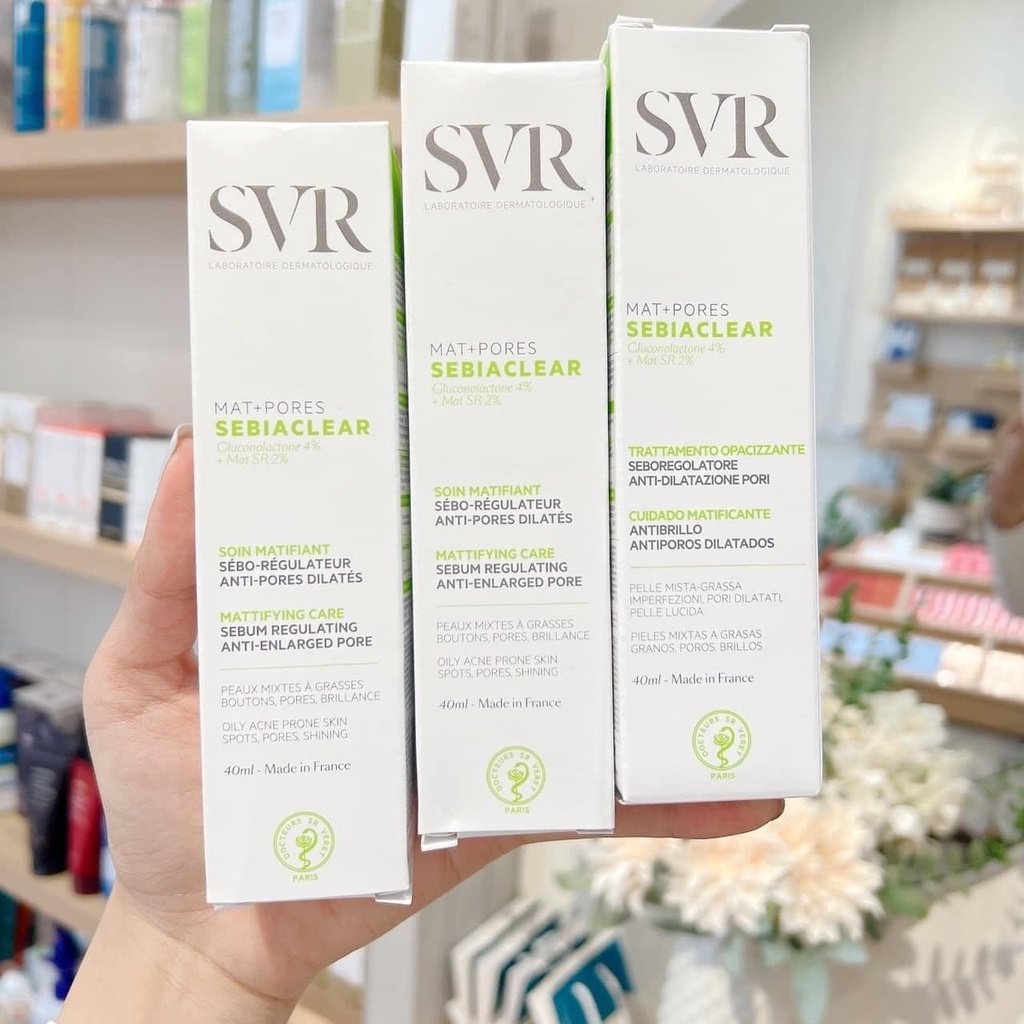 SVR
LABORATOIRE DERMATOLOGIQUE
MAT+PORES
SEBIACLEAR
Gluconolactone 4%
+ Mat SR 2%
SOIN MATIFIANT
SÉBO-RÉGULATEUR
ANTI-PORES DILATÉS
MATTIFYING CARE
SEBUM REGULATING
ANTI-ENLARGED PORE
PEAUX MIXTES À GRASSES
BOUTONS, PORES, BRILLANCE
OILY ACNE PRONE SKIN
SPOTS, PORES, SHINING
40ml - Made in France
DOCTEURS SR VERET
PARIS
SVR
LABORATOIRE DERMATOLOGIQUE
MAT+PORES
SEBIACLEAR
Gluconolactone 4%
+ Mat SR 2%
SOIN MATIFIANT
SÉBO-RÉGULATEUR
ANTI-PORES DILATÉS
MATTIFYING CARE
SEBUM REGULATING
ANTI-ENLARGED PORE
PEAUX MIXTES À GRASSES
BOUTONS, PORES, BRILLANCE
OILY ACNE PRONE SKIN
SPOTS, PORES, SHINING
40ml - Made in France
DOCTEURS SR VERET
PARIS
SVR
LABORATOIRE DERMATOLOGIQUE
MAT+PORES
SEBIACLEAR
Gluconolactone 4%
+ Mat SR 2%
TRATTAMENTO OPACIZZANTE
SEBOREGOLATORE
ANTI-DILATAZIONE PORI
CUIDADO MATIFICANTE
ANTIBRILLO
ANTIPOROS DILATADOS
PELLE MISTA-GRASSA
IMPERFEZIONI, PORI DILATATI,
PELLE LUCIDA
PIELES MIXTAS A GRASAS
GRANOS, POROS, BRILLOS
40ml - Made in France
DOCTEURS SR VERET
PARIS